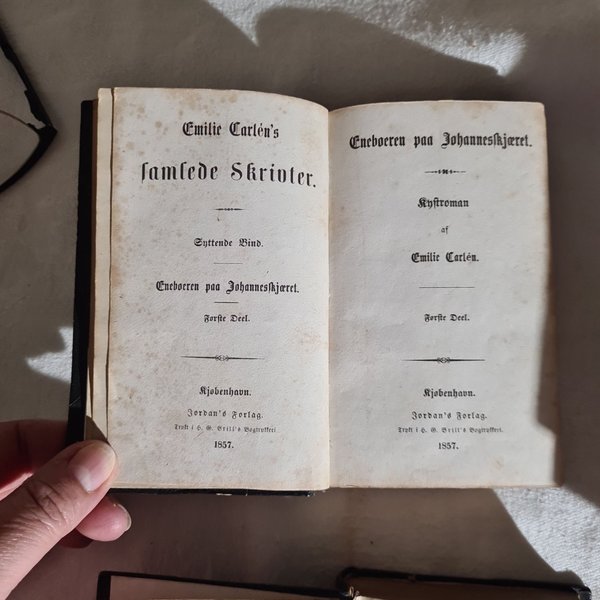 Emilie Carlén's
samlede Skrivter.
Syttende Bind.
Eneboeren paa Johannesskjæret.
Første Deel.
Kjøbenhavn.
Jordan's Forlag.
Trykt i H. G. Brill's Bogtrykkeri.
1857.
Eneboeren paa Johannesskjæret.
Kystroman
af
Emilie Carlén.
Første Deel.
Kjøbenhavn.
Jordan's Forlag.
Trykt i H. G. Brill's Bogtrykkeri.
1857.